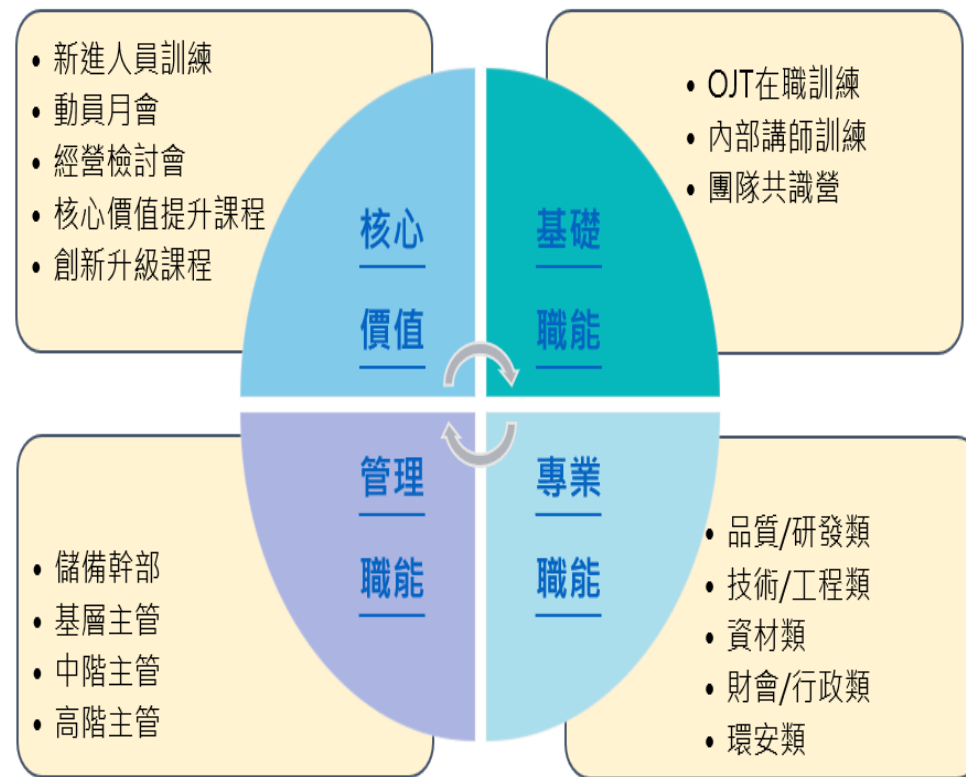 • 新進人員訓練
• 動員月會
• 經營檢討會
• 核心價值提升課程
• 創新升級課程
核心
價值
基礎
職能
• OJT在職訓練
• 內部講師訓練
• 團隊共識營
• 儲備幹部
• 基層主管
• 中階主管
• 高階主管
管理
職能
專業
職能
• 品質/研發類
• 技術/工程類
• 資材類
• 財會/行政類
• 環安類